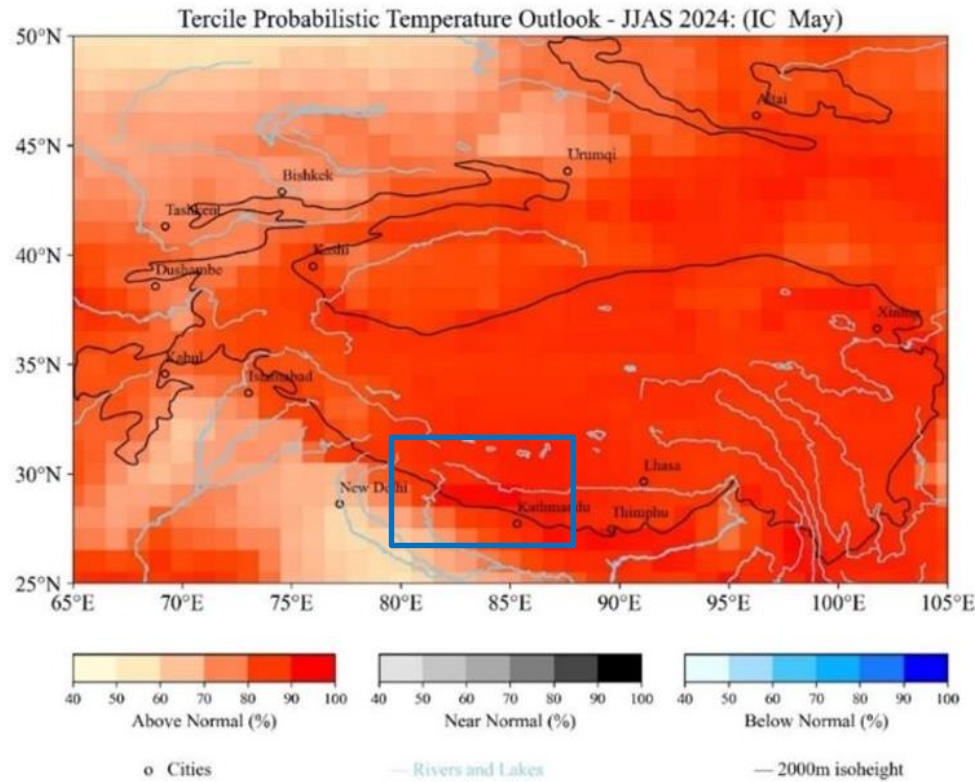 Tercile Probabilistic Temperature Outlook - JJAS 2024: (IC May)
50°N
Altai
45°N
Urumqi
Bishkek
Tashkent
40°N
Kashi
Dushambe
Xining
35°N
Kabul
Islamabad
30°N
Lhasa
New Delhi
Kathmandu
Thimphu
25°N
65°E 70°E 75°E 80°E 85°E 90°E 95°E 100°E 105°E
40 50 60 70 80 90 100
Above Normal (%)
40 50 60 70 80 90 100
Near Normal (%)
40 50 60 70 80 90 100
Below Normal (%)
Cities
Rivers and Lakes
2000m isoheight